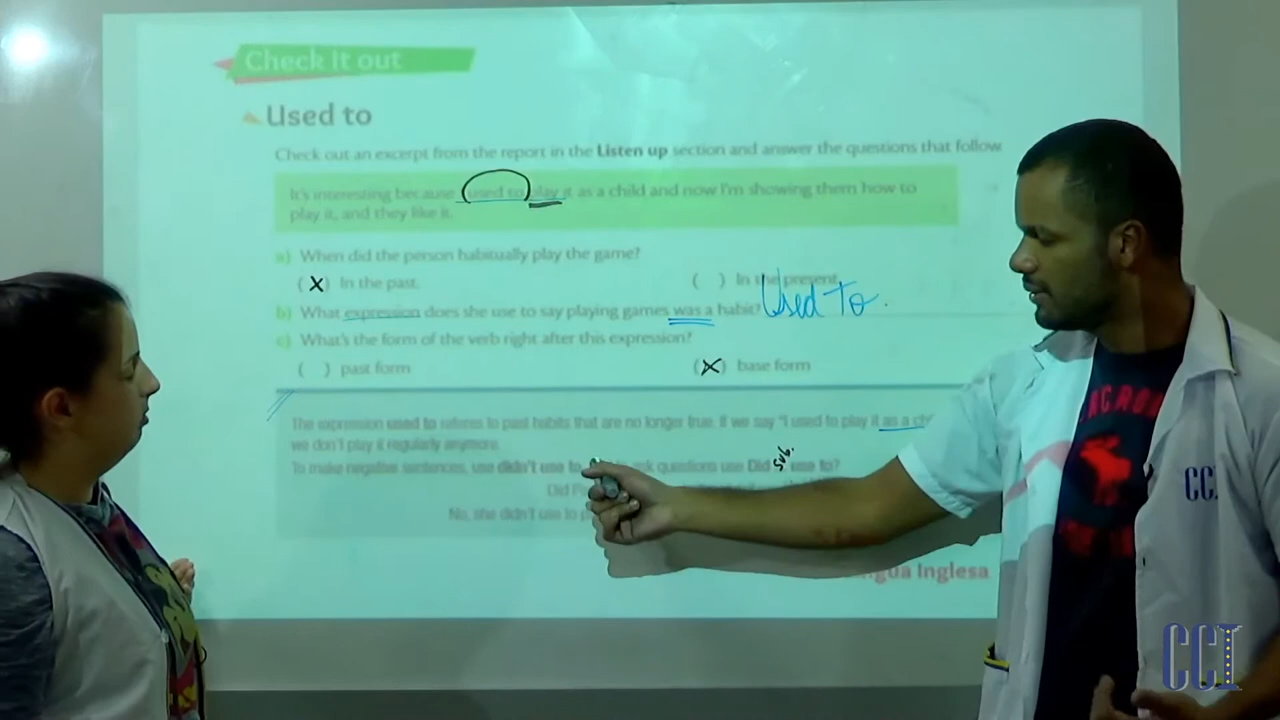 Check it out
Used to
Check out an excerpt from the report in the Listen up section and answer the questions that follow
It's interesting because used to play it as a child and now I'm showing them how to
play it, and they like it.
a) When did the person habitually play the game?
(X) In the past. ( ) In the present.
b) What expression does she use to say playing games was a habit? Used To.
c) What's the form of the verb right after this expression?
( ) past form (X) base form
The expression used to referes to past habits that are no longer true. If we say "I used to play it as a
we don't play it regularly anymore.
To make negative sentences, use didn't use to ask questions use Did sub. use to?
Did
No, she didn't use to
Inglesa
ACRO
CCI
CCI